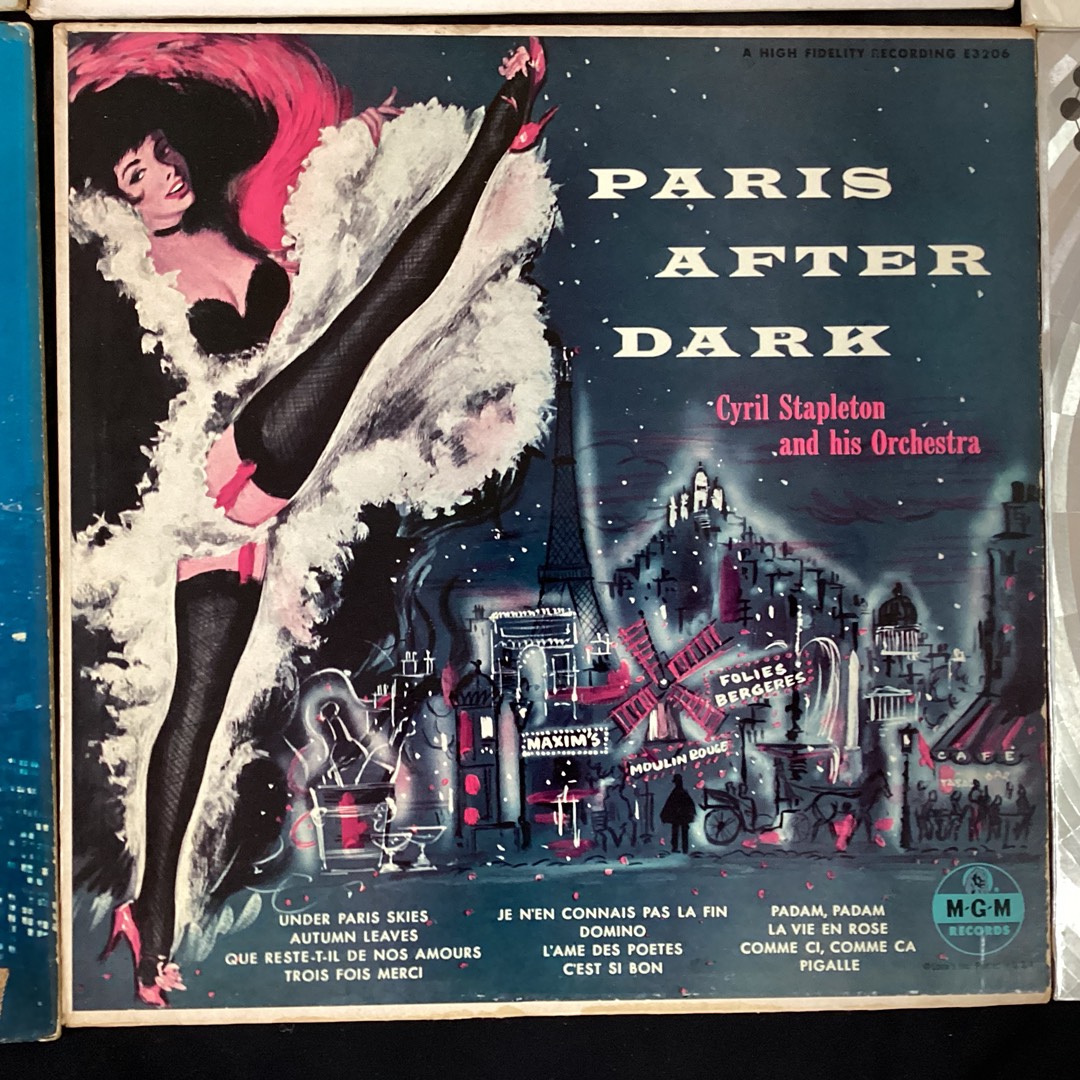 A HIGH FIDELITY RECORDING E3206
PARIS
AFTER
DARK
Cyril Stapleton
and his Orchestra
FOLIES
BERGERES
MAXIM'S
MOULIN ROUGE
CAFE
UNDER PARIS SKIES
AUTUMN LEAVES
QUE RESTE-T-IL DE NOS AMOURS
TROIS FOIS MERCI
JE N'EN CONNAIS PAS LA FIN
DOMINO
L'AME DES POETES
C'EST SI BON
PADAM, PADAM
LA VIE EN ROSE
COMME CI, COMME CA
PIGALLE
M-G-M
RECORDS